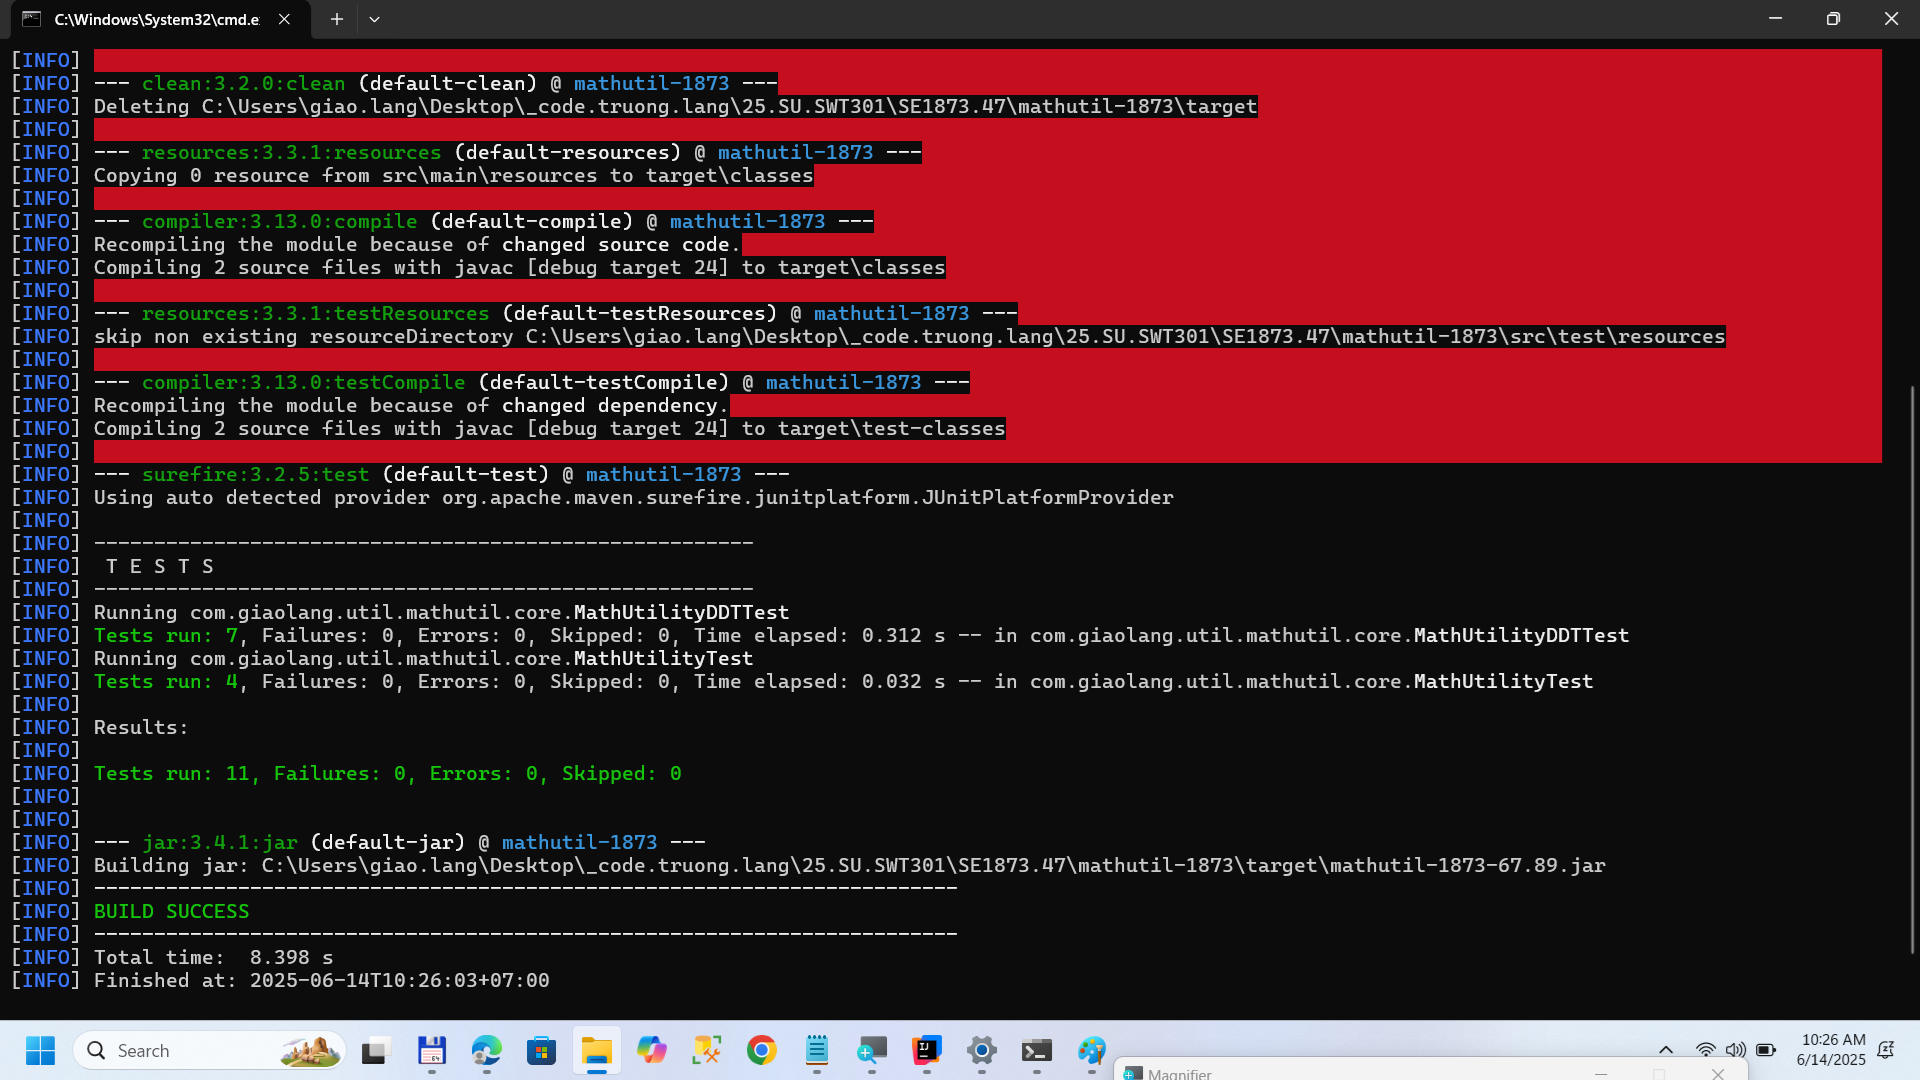 C:\Windows\System32\cmd.e
[INFO]
[INFO] --- clean:3.2.0:clean (default-clean) @ mathutil-1873 ---
[INFO] Deleting C:\Users\giao.lang\Desktop\_code.truong.lang\25.SU.SWT301\SE1873.47\mathutil-1873\target
[INFO]
[INFO] --- resources:3.3.1:resources (default-resources) @ mathutil-1873 ---
[INFO] Copying 0 resource from src\main\resources to target\classes
[INFO]
[INFO] --- compiler:3.13.0:compile (default-compile) @ mathutil-1873 ---
[INFO] Recompiling the module because of changed source code.
[INFO] Compiling 2 source files with javac [debug target 24] to target\classes
[INFO]
[INFO] --- resources:3.3.1:testResources (default-testResources) @ mathutil-1873 ---
[INFO] skip non existing resourceDirectory C:\Users\giao.lang\Desktop\_code.truong.lang\25.SU.SWT301\SE1873.47\mathutil-1873\src\test\resources
[INFO]
[INFO] --- compiler:3.13.0:testCompile (default-testCompile) @ mathutil-1873 ---
[INFO] Recompiling the module because of changed dependency.
[INFO] Compiling 2 source files with javac [debug target 24] to target\test-classes
[INFO]
[INFO] --- surefire:3.2.5:test (default-test) @ mathutil-1873 ---
[INFO] Using auto detected provider org.apache.maven.surefire.junitplatform.JUnitPlatformProvider
[INFO]
[INFO] -------------------------------------------------------
[INFO]  T E S T S
[INFO] -------------------------------------------------------
[INFO] Running com.giaolang.util.mathutil.core.MathUtilityDDTTest
[INFO] Tests run: 7, Failures: 0, Errors: 0, Skipped: 0, Time elapsed: 0.312 s -- in com.giaolang.util.mathutil.core.MathUtilityDDTTest
[INFO] Running com.giaolang.util.mathutil.core.MathUtilityTest
[INFO] Tests run: 4, Failures: 0, Errors: 0, Skipped: 0, Time elapsed: 0.032 s -- in com.giaolang.util.mathutil.core.MathUtilityTest
[INFO]
[INFO] Results:
[INFO]
[INFO] Tests run: 11, Failures: 0, Errors: 0, Skipped: 0
[INFO]
[INFO]
[INFO] --- jar:3.4.1:jar (default-jar) @ mathutil-1873 ---
[INFO] Building jar: C:\Users\giao.lang\Desktop\_code.truong.lang\25.SU.SWT301\SE1873.47\mathutil-1873\target\mathutil-1873-67.89.jar
[INFO] ------------------------------------------------------------------------
[INFO] BUILD SUCCESS
[INFO] ------------------------------------------------------------------------
[INFO] Total time:  8.398 s
[INFO] Finished at: 2025-06-14T10:26:03+07:00
Search
64
IJ
10:26 AM
6/14/2025
Magnifier